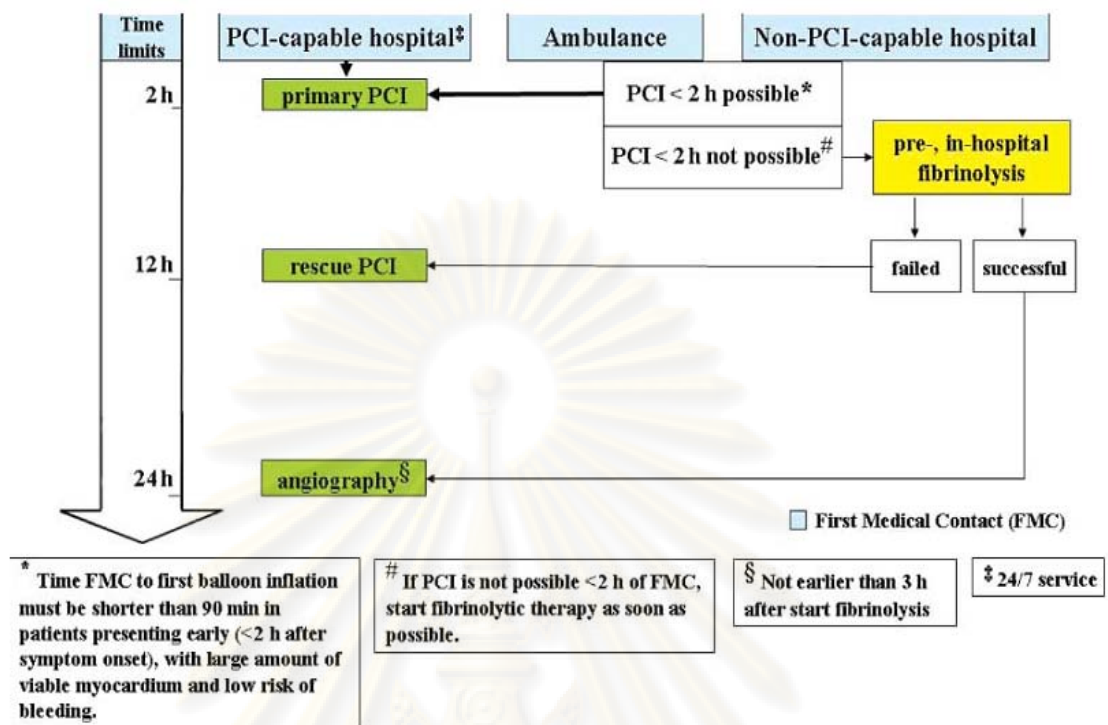 Time
limits
PCI-capable hospital‡
Ambulance
Non-PCI-capable hospital
2 h
primary PCI
PCI < 2 h possible*
PCI < 2 h not possible#
pre-, in-hospital
fibrinolysis
12 h
rescue PCI
failed
successful
24 h
angiography§
First Medical Contact (FMC)
* Time FMC to first balloon inflation
must be shorter than 90 min in
patients presenting early (<2 h after
symptom onset), with large amount of
viable myocardium and low risk of
bleeding.
# If PCI is not possible <2 h of FMC,
start fibrinolytic therapy as soon as
possible.
§ Not earlier than 3 h
after start fibrinolysis
‡ 24/7 service